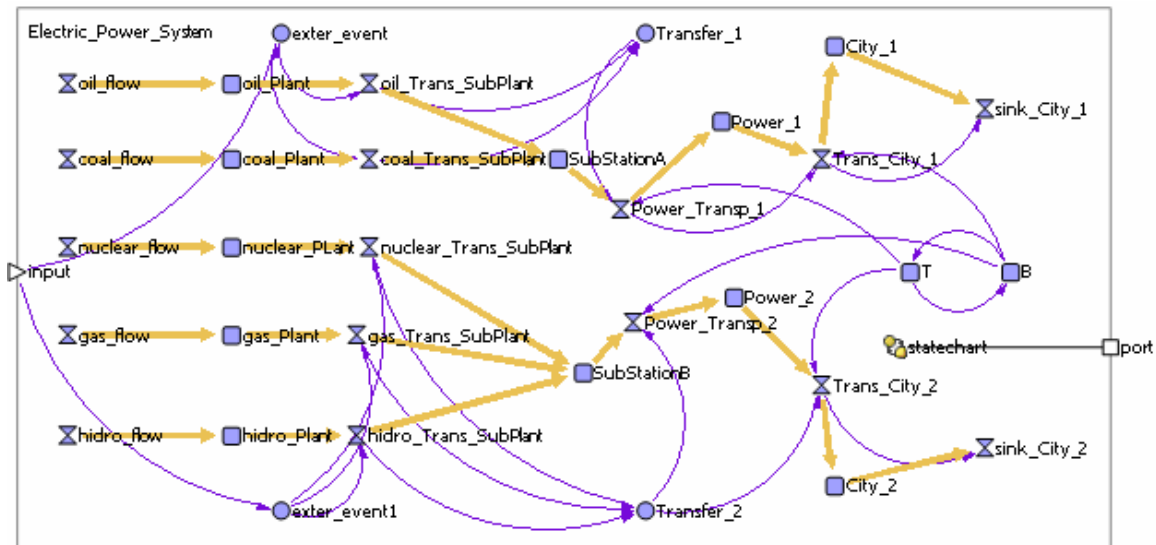 Electric_Power_System
exter_event
Transfer_1
City_1
oil_flow
oil_Plant
oil_Trans_SubPlant
sink_City_1
Power_1
coal_flow
coal_Plant
coal_Trans_SubPlant
SubStationA
Trans_City_1
Power_Transp_1
nuclear_flow
nuclear_PLant
nuclear_Trans_SubPlant
input
T
B
Power_2
Power_Transp_2
gas_flow
gas_Plant
gas_Trans_SubPlant
statechart
port
SubStationB
Trans_City_2
hidro_flow
hidro_Plant
hidro_Trans_SubPlant
sink_City_2
City_2
exter_event1
Transfer_2